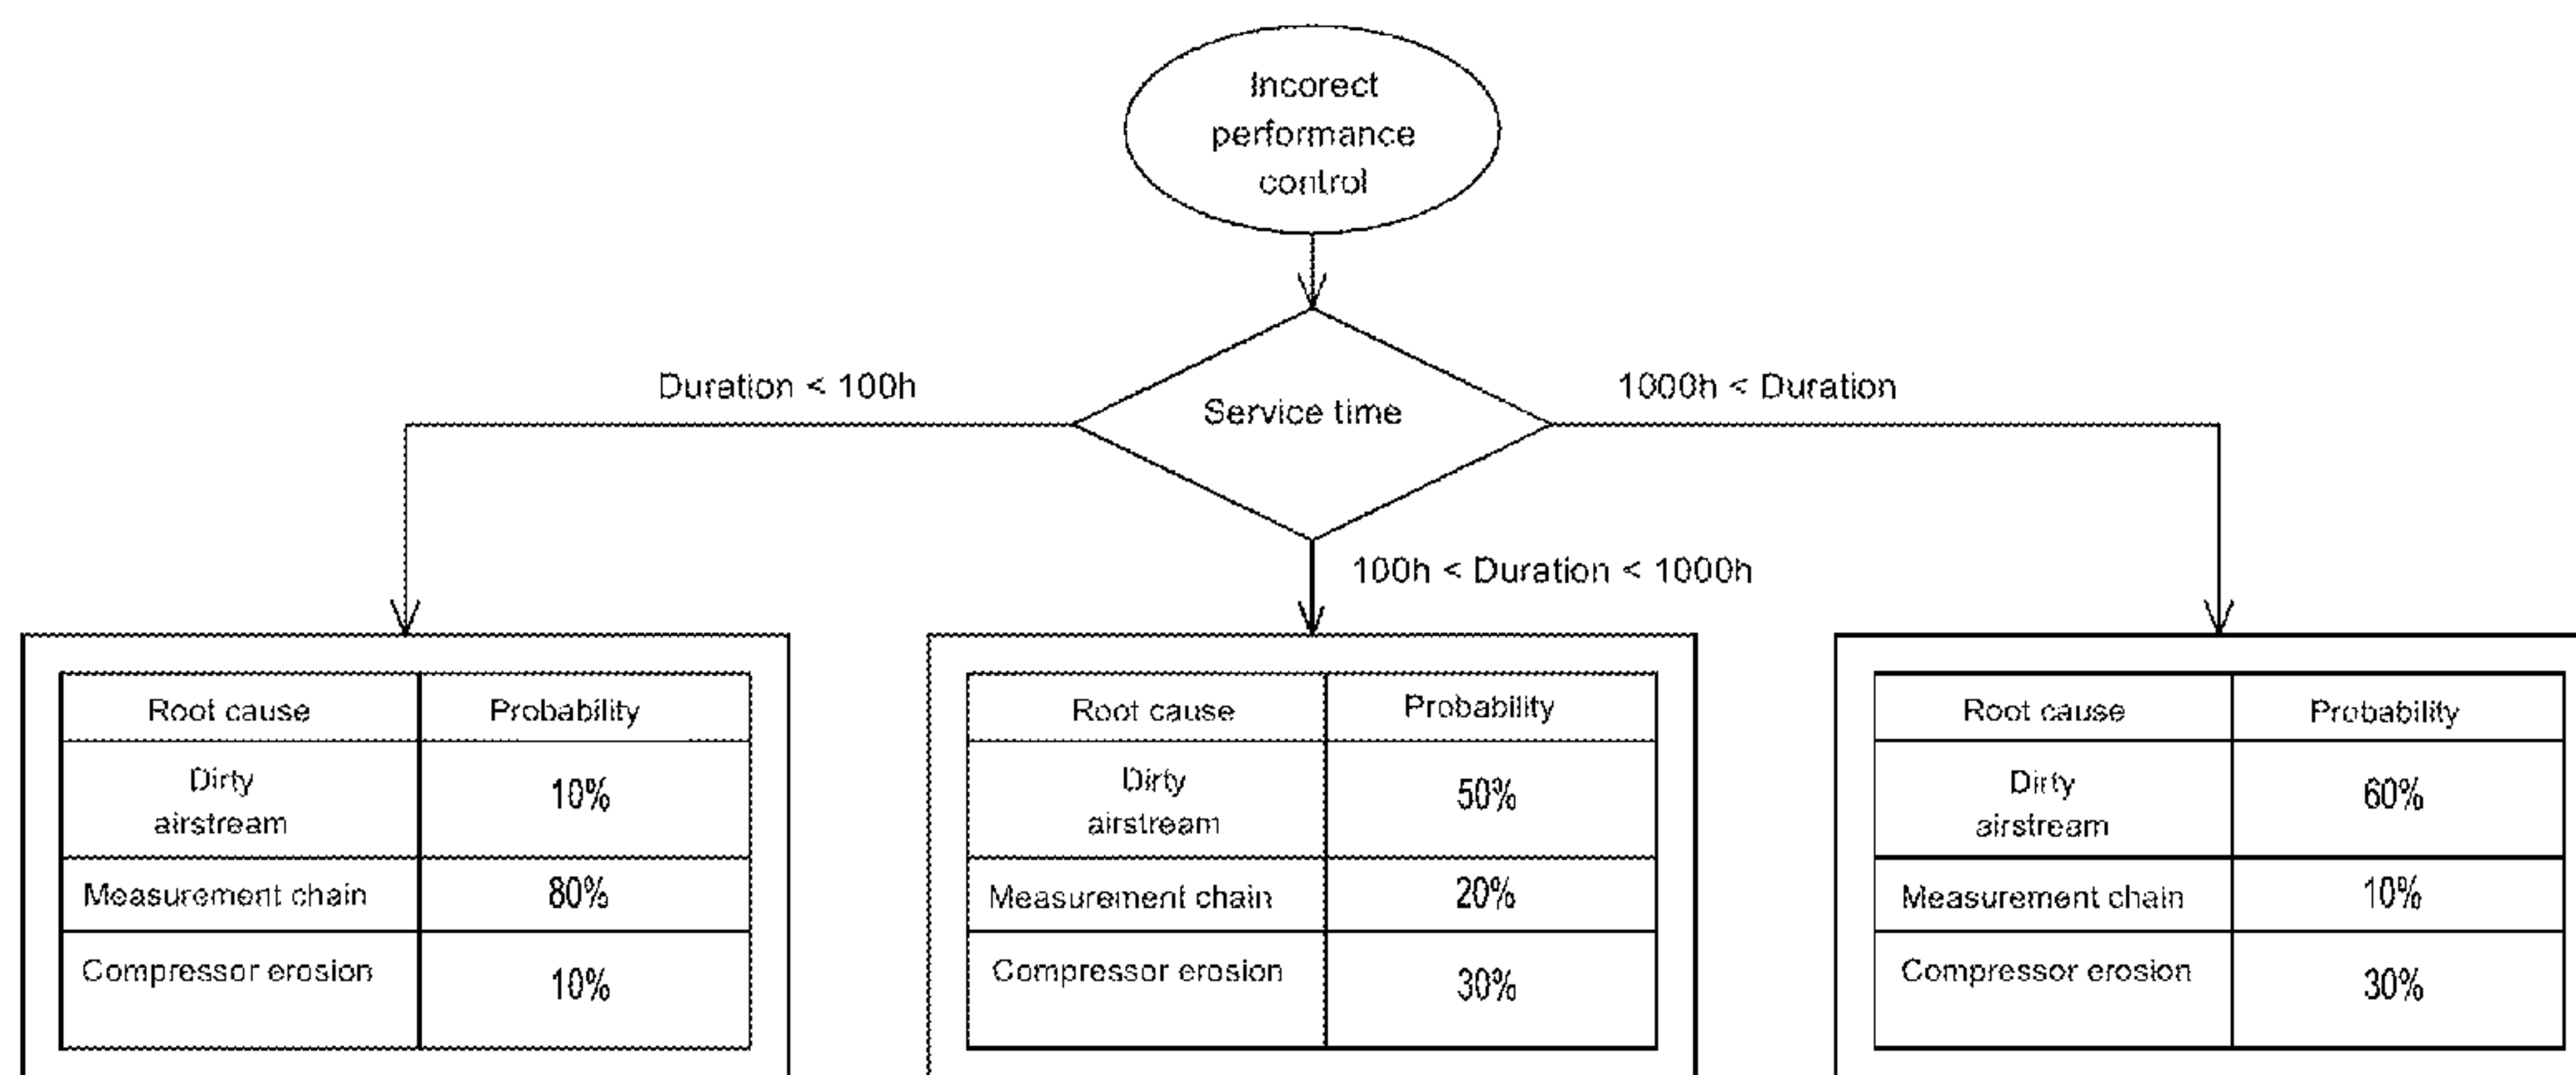 Incorect
performance
control
Duration < 100h
Service time
1000h < Duration
100h < Duration < 1000h
Root cause
Probability
Dirty
airstream
10%
Measurement chain
80%
Compressor erosion
10%
Root cause
Probability
Dirty
airstream
50%
Measurement chain
20%
Compressor erosion
30%
Root cause
Probability
Dirty
airstream
60%
Measurement chain
10%
Compressor erosion
30%